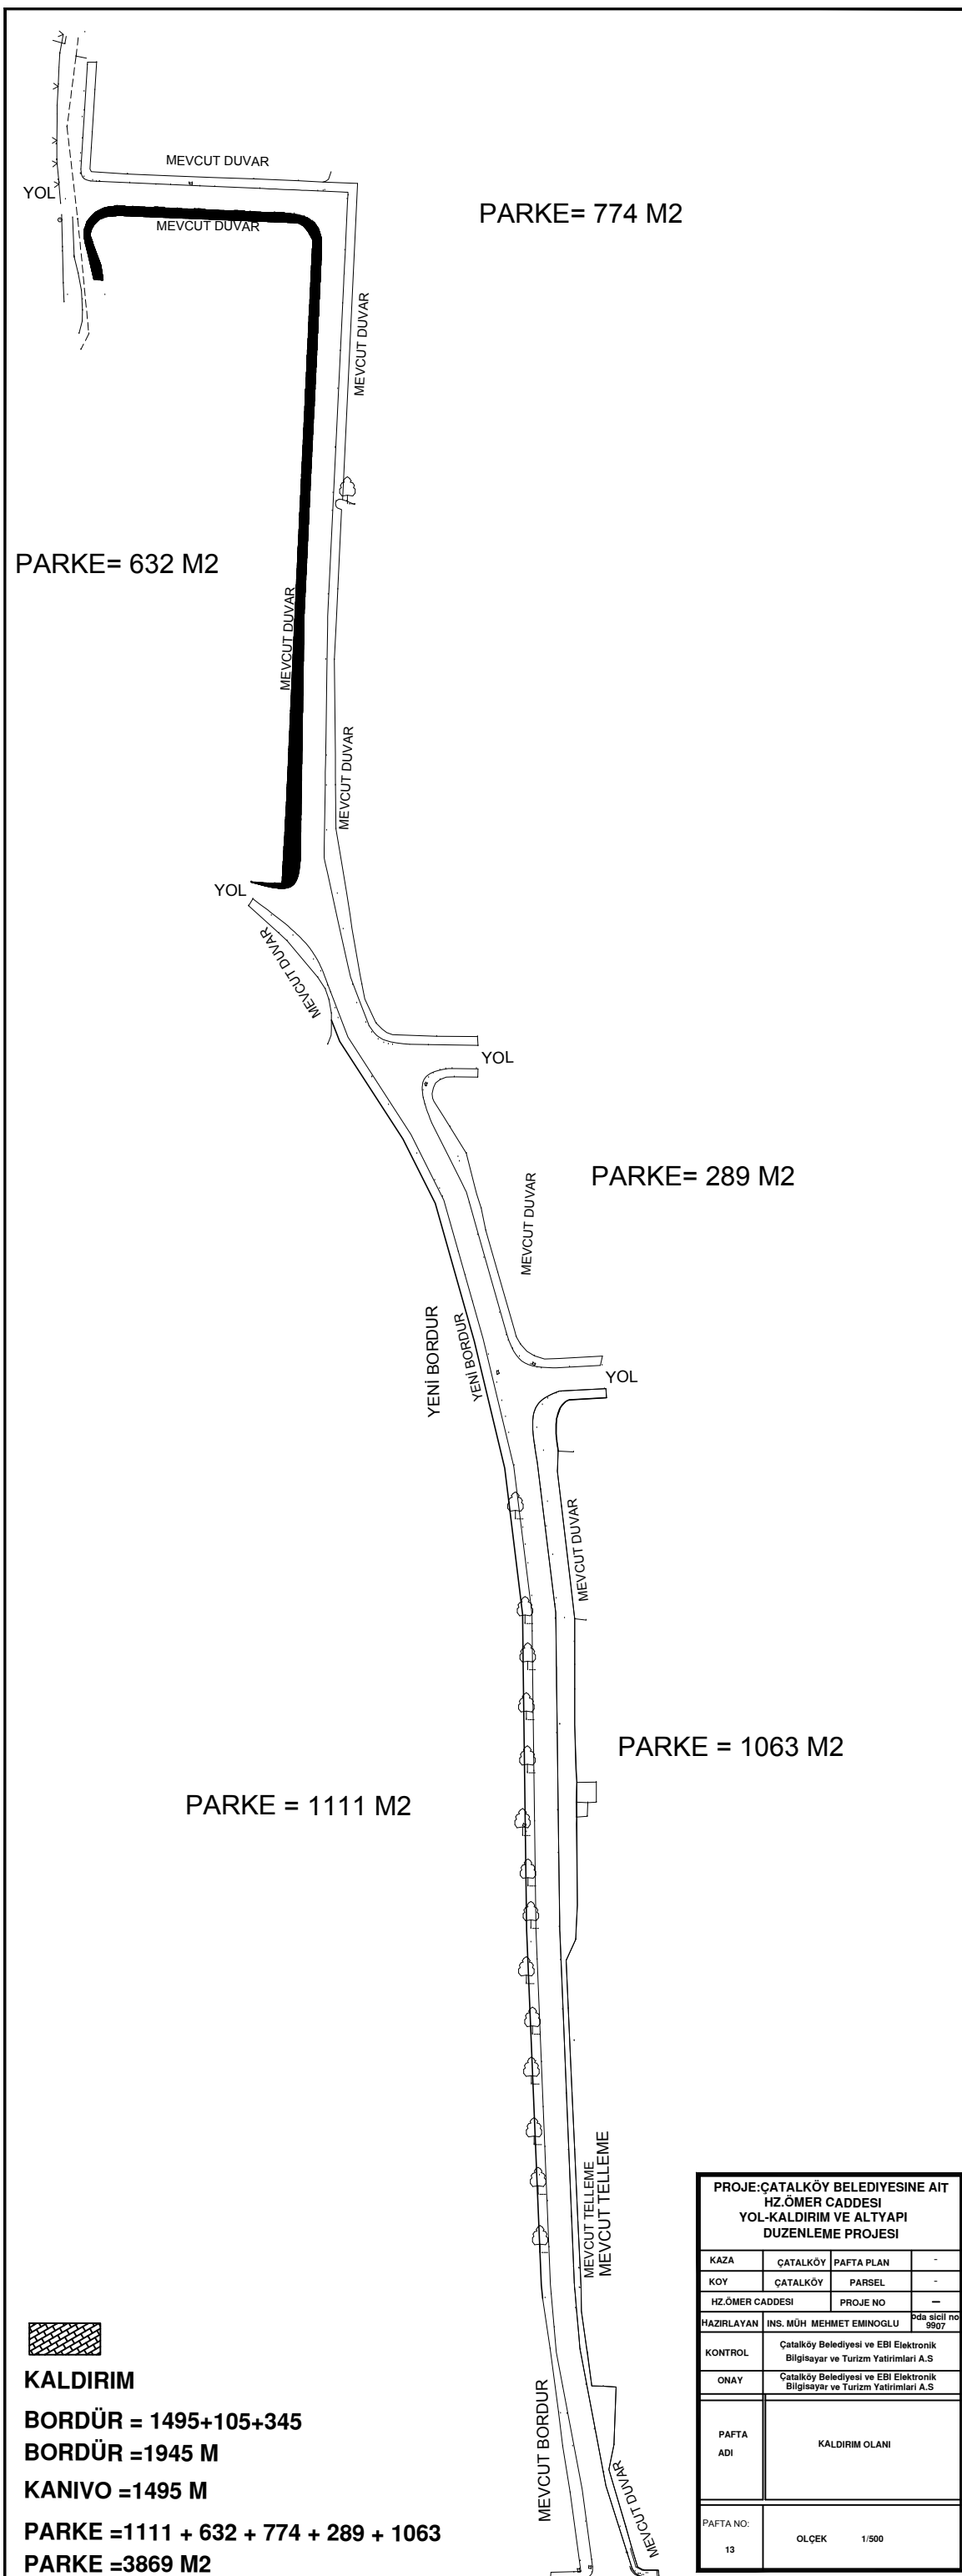 MEVCUT DUVAR
YOL
MEVCUT DUVAR
PARKE= 774 M2
MEVCUT DUVAR
PARKE= 632 M2
MEVCUT DUVAR
MEVCUT DUVAR
YOL
MEVCUT DUVAR
YOL
PARKE= 289 M2
MEVCUT DUVAR
YENİ BORDUR
YENİ BORDUR
YOL
MEVCUT DUVAR
PARKE = 1063 M2
PARKE = 1111 M2
MEVCUT TELLEME
MEVCUT TELLEME
MEVCUT BORDUR
MEVCUT DUVAR
KALDIRIM
BORDÜR = 1495+105+345
BORDÜR =1945 M
KANIVO =1495 M
PARKE =1111 + 632 + 774 + 289 + 1063
PARKE =3869 M2
PROJE:ÇATALKÖY BELEDIYESINE AIT
HZ.ÖMER CADDESI
YOL-KALDIRIM VE ALTYAPI
DUZENLEME PROJESI
KAZA ÇATALKÖY PAFTA PLAN -
KOY ÇATALKÖY PARSEL -
HZ.ÖMER CADDESI PROJE NO –
HAZIRLAYAN INS. MÜH MEHMET EMINOGLU Oda sicil no 9907
KONTROL Çatalköy Belediyesi ve EBI Elektronik
Bilgisayar ve Turizm Yatirimlari A.S
ONAY Çatalköy Belediyesi ve EBI Elektronik
Bilgisayar ve Turizm Yatirimlari A.S
PAFTA
ADI
KALDIRIM OLANI
PAFTA NO:
13
OLÇEK 1/500